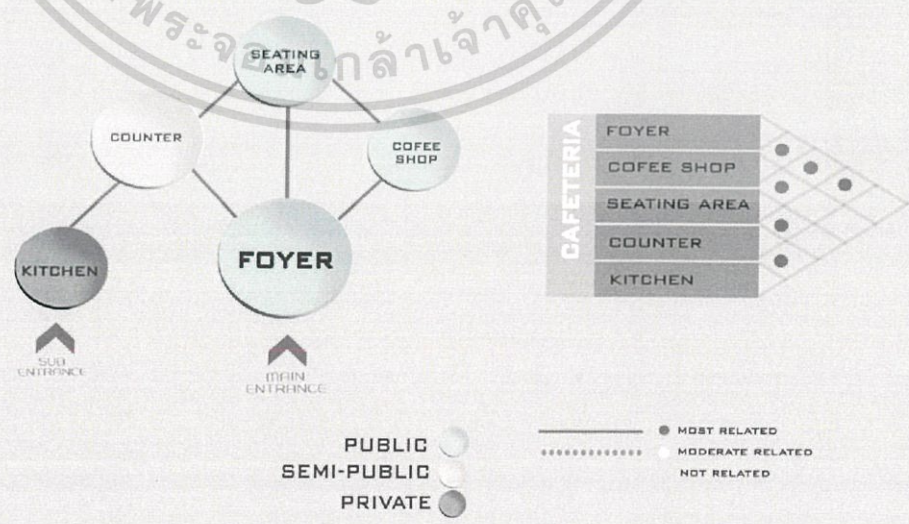 พระจอมเกล้าเจ้าคุ
SEATING
AREA
COUNTER
COFEE
SHOP
KITCHEN
FOYER
SUB
ENTRANCE
MAIN
ENTRANCE
CAFETERIA
FOYER
COFEE SHOP
SEATING AREA
COUNTER
KITCHEN
PUBLIC
SEMI-PUBLIC
PRIVATE
MOST RELATED
MODERATE RELATED
NOT RELATED